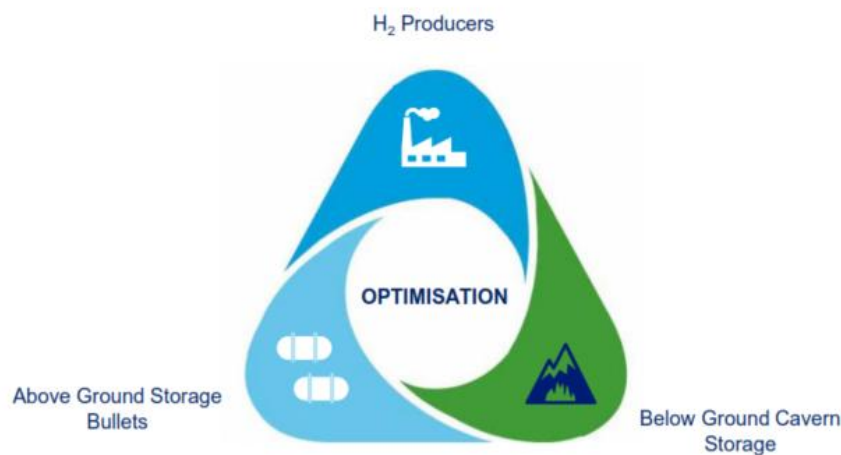 H₂ Producers
OPTIMISATION
Above Ground Storage
Bullets
Below Ground Cavern
Storage